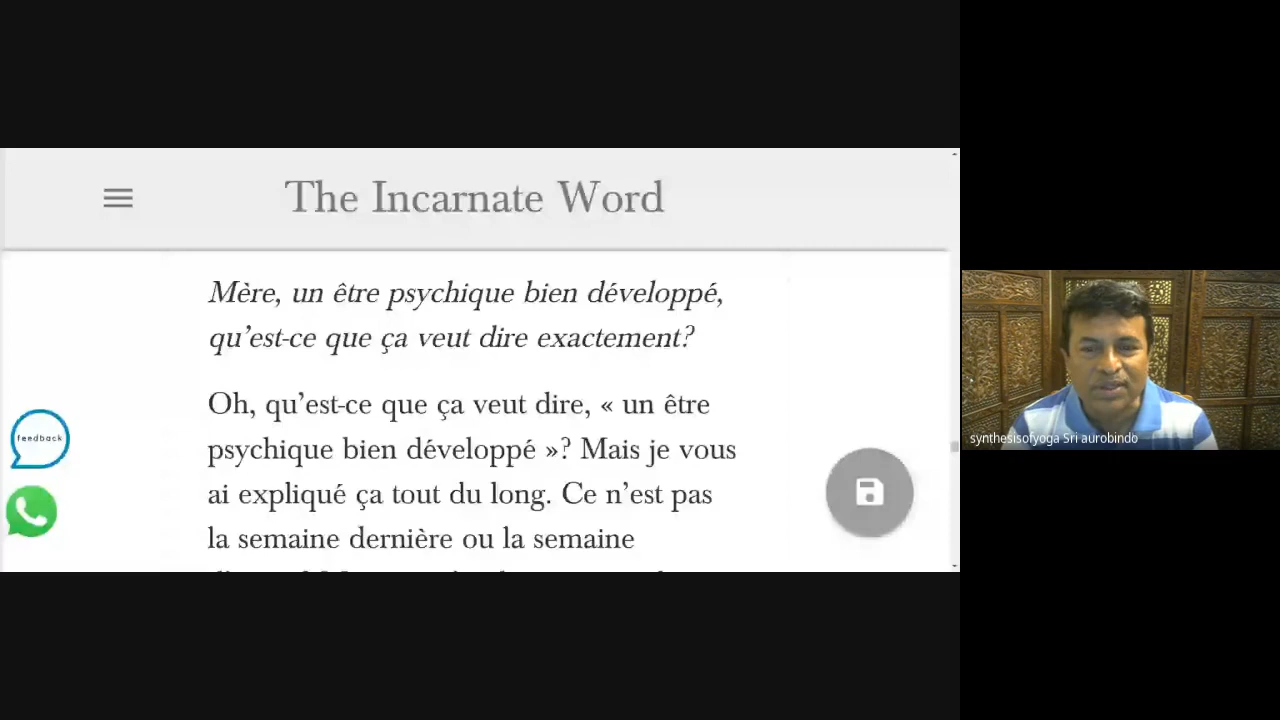 The Incarnate Word
Mère, un être psychique bien développé,
qu’est-ce que ça veut dire exactement?
Oh, qu’est-ce que ça veut dire, « un être
psychique bien développé »? Mais je vous
ai expliqué ça tout du long. Ce n’est pas
la semaine dernière ou la semaine
feedback
synthesisofyoga Sri aurobindo